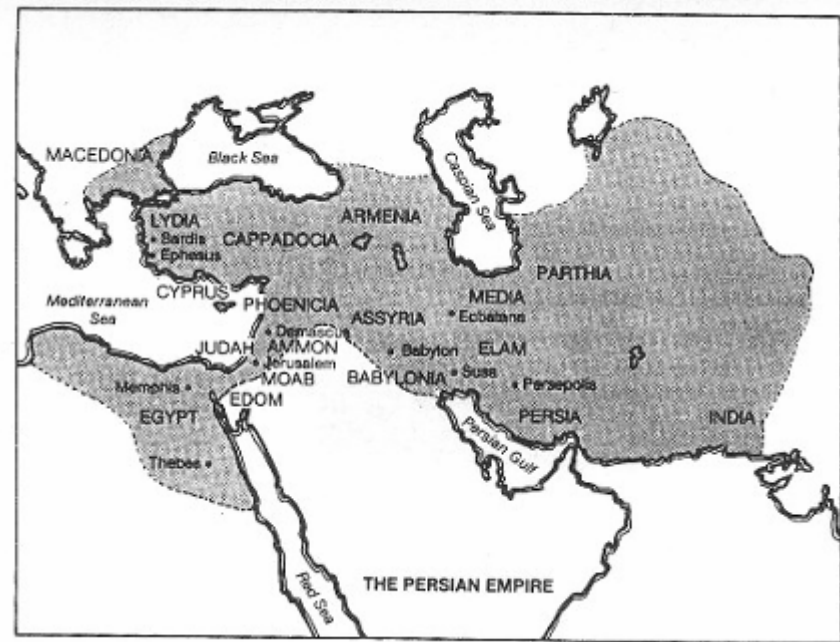 MACEDONIA
Black Sea
Caspian Sea
LYDIA
Sardis
Ephesus
CAPPADOCIA
ARMENIA
PARTHIA
CYPRUS
MEDIA
Ecbatana
Mediterranean
Sea
PHOENICIA
ASSYRIA
Damascus
JUDAH
AMMON
Jerusalem
MOAB
Babylon
ELAM
BABYLONIA
Susa
Persepolis
Memphis
EGYPT
EDOM
PERSIA
INDIA
Persian Gulf
Thebes
Red Sea
THE PERSIAN EMPIRE